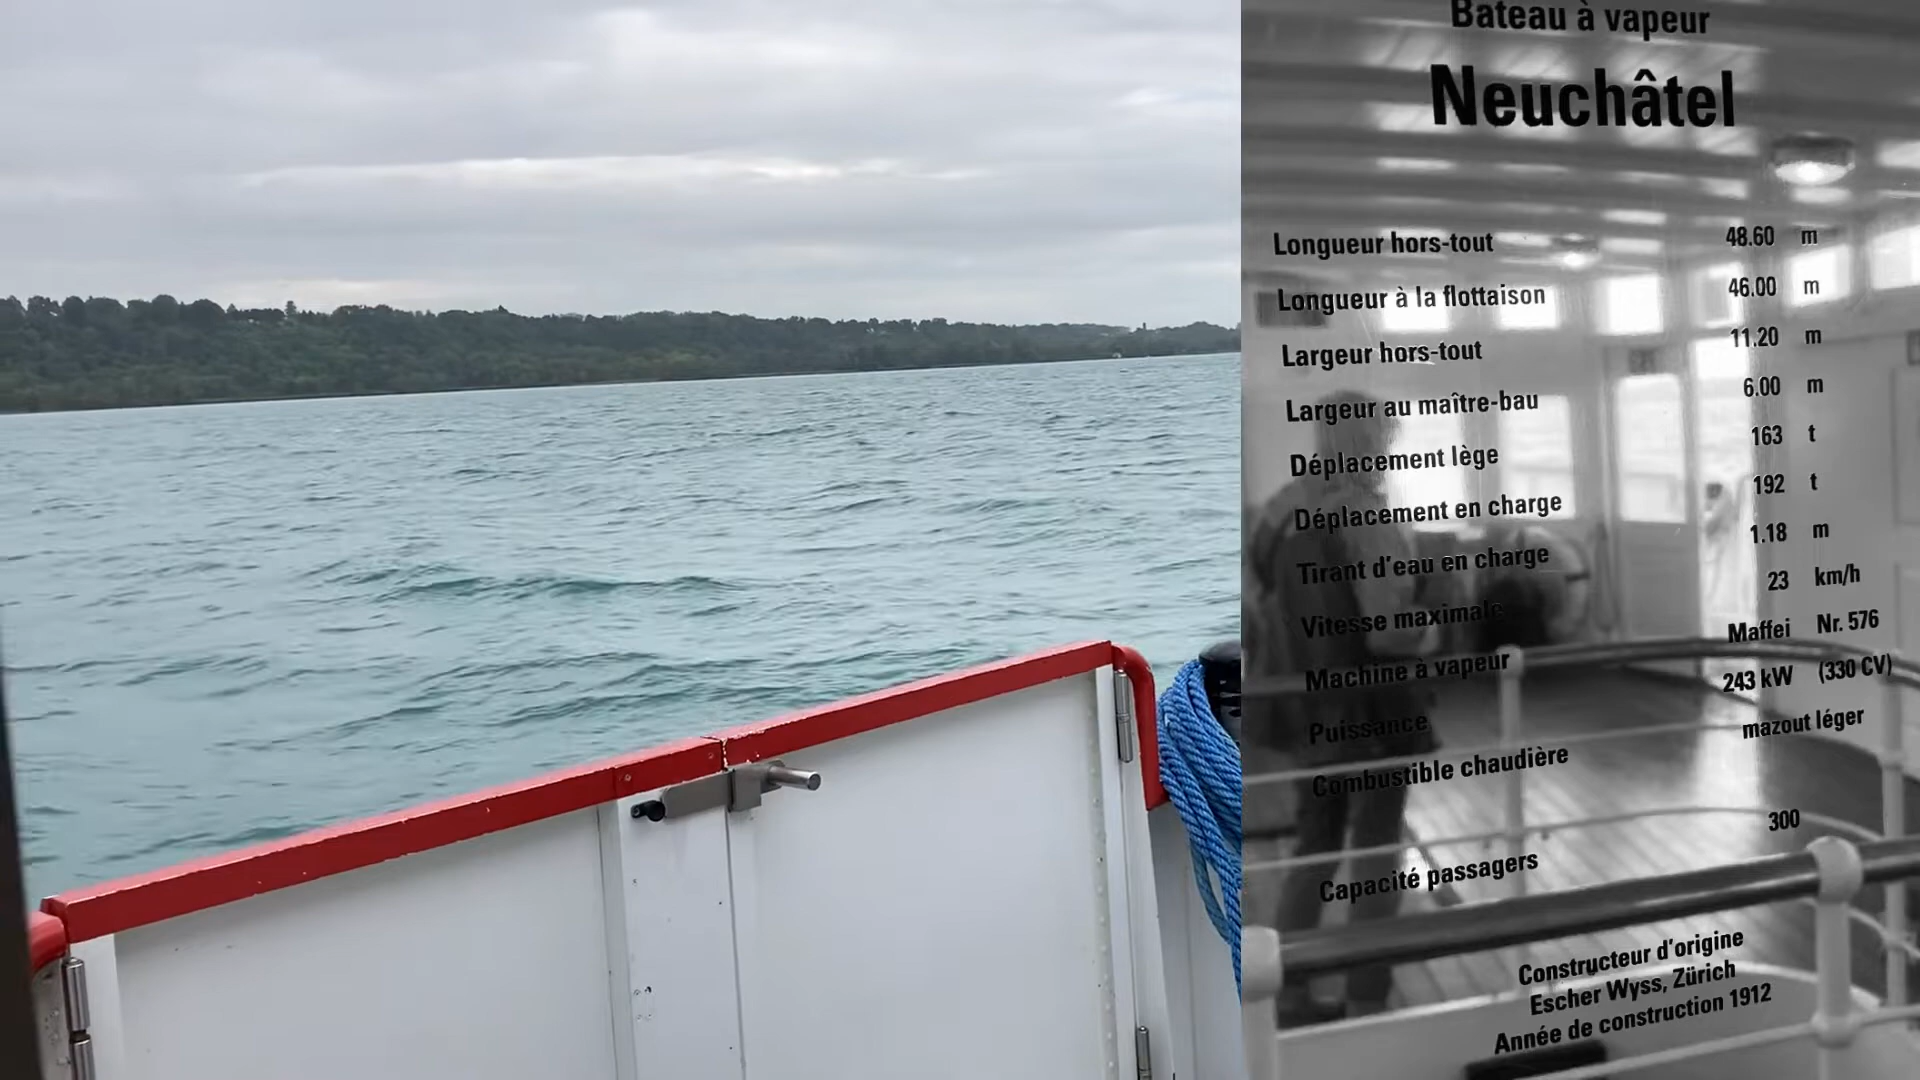 Bateau à vapeur
Neuchâtel
Longueur hors-tout 48.60 m
Longueur à la flottaison 46.00 m
Largeur hors-tout 11.20 m
Largeur au maître-bau 6.00 m
Déplacement lège 163 t
Déplacement en charge 192 t
Tirant d'eau en charge 1.18 m
Vitesse maximale 23 km/h
Machine à vapeur Maffei Nr. 576
Puissance 243 kW (330 CV)
Combustible chaudière mazout léger
Capacité passagers 300
Constructeur d'origine
Escher Wyss, Zürich
Année de construction 1912